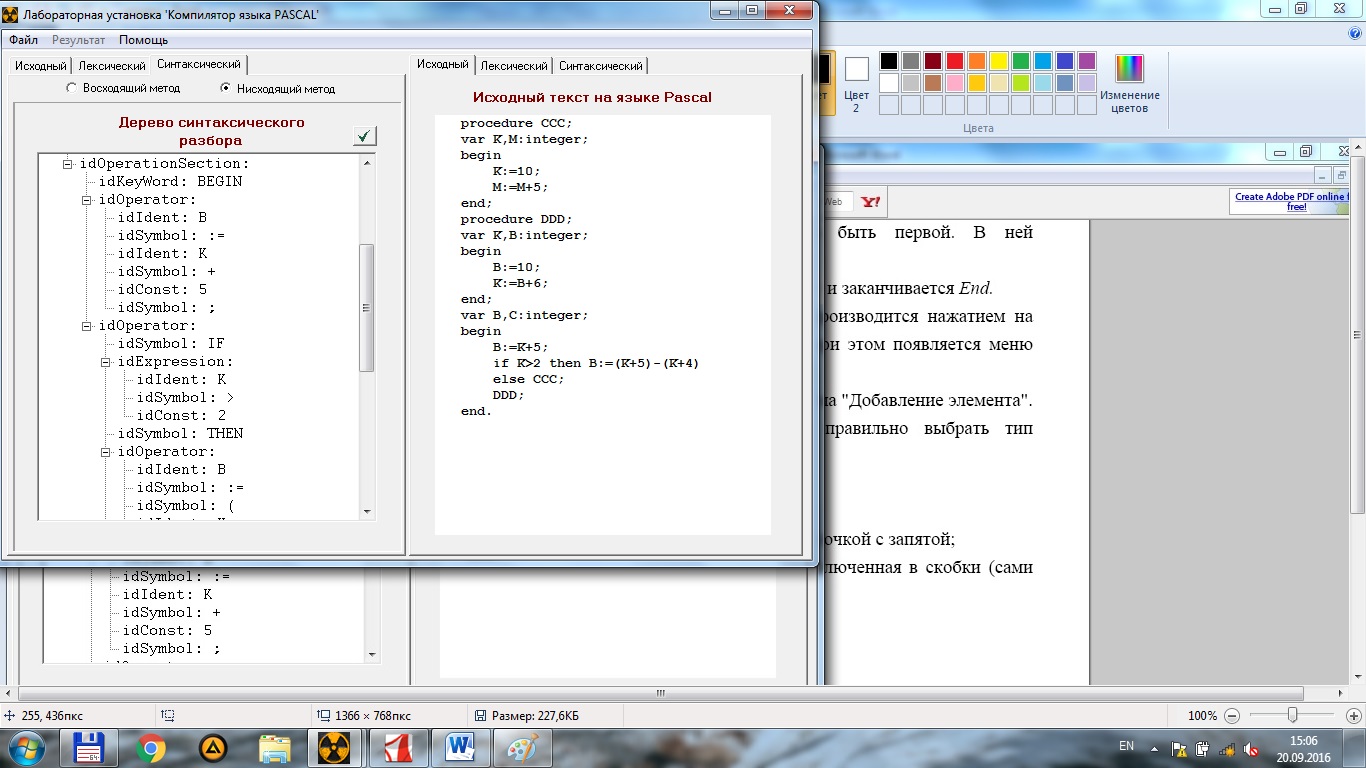 Лабораторная установка 'Компилятор языка PASCAL'
Файл Результат Помощь
Исходный Лексический Синтаксический
Восходящий метод Нисходящий метод
Дерево синтаксического
разбора
idOperationSection:
idKeyWord: BEGIN
idOperator:
idIdent: B
idSymbol: :=
idIdent: K
idSymbol: +
idConst: 5
idSymbol: ;
idOperator:
idSymbol: IF
idExpression:
idIdent: K
idSymbol: >
idConst: 2
idSymbol: THEN
idOperator:
idIdent: B
idSymbol: :=
idSymbol: (
Исходный Лексический Синтаксический
Исходный текст на языке Pascal
procedure CCC;
var K,M:integer;
begin
K:=10;
M:=M+5;
end;
procedure DDD;
var K,B:integer;
begin
B:=10;
K:=B+6;
end;
var B,C:integer;
begin
B:=K+5;
if K>2 then B:=(K+5)-(K+4)
else CCC;
DDD;
end.
Цвет
2
Изменение
цветов
Цвета
Web Y!
Create Adobe PDF online f
free!
быть первой. В ней
и заканчивается End.
нажатием на
этом появляется меню
"Добавление элемента".
правильно выбрать тип
с запятой;
в скобки (сами
idSymbol: :=
idIdent: K
idSymbol: +
idConst: 5
idSymbol: ;
255, 436пкс 1366 × 768пкс Размер: 227,6КБ 100%
64
EN 15:06
20.09.2016